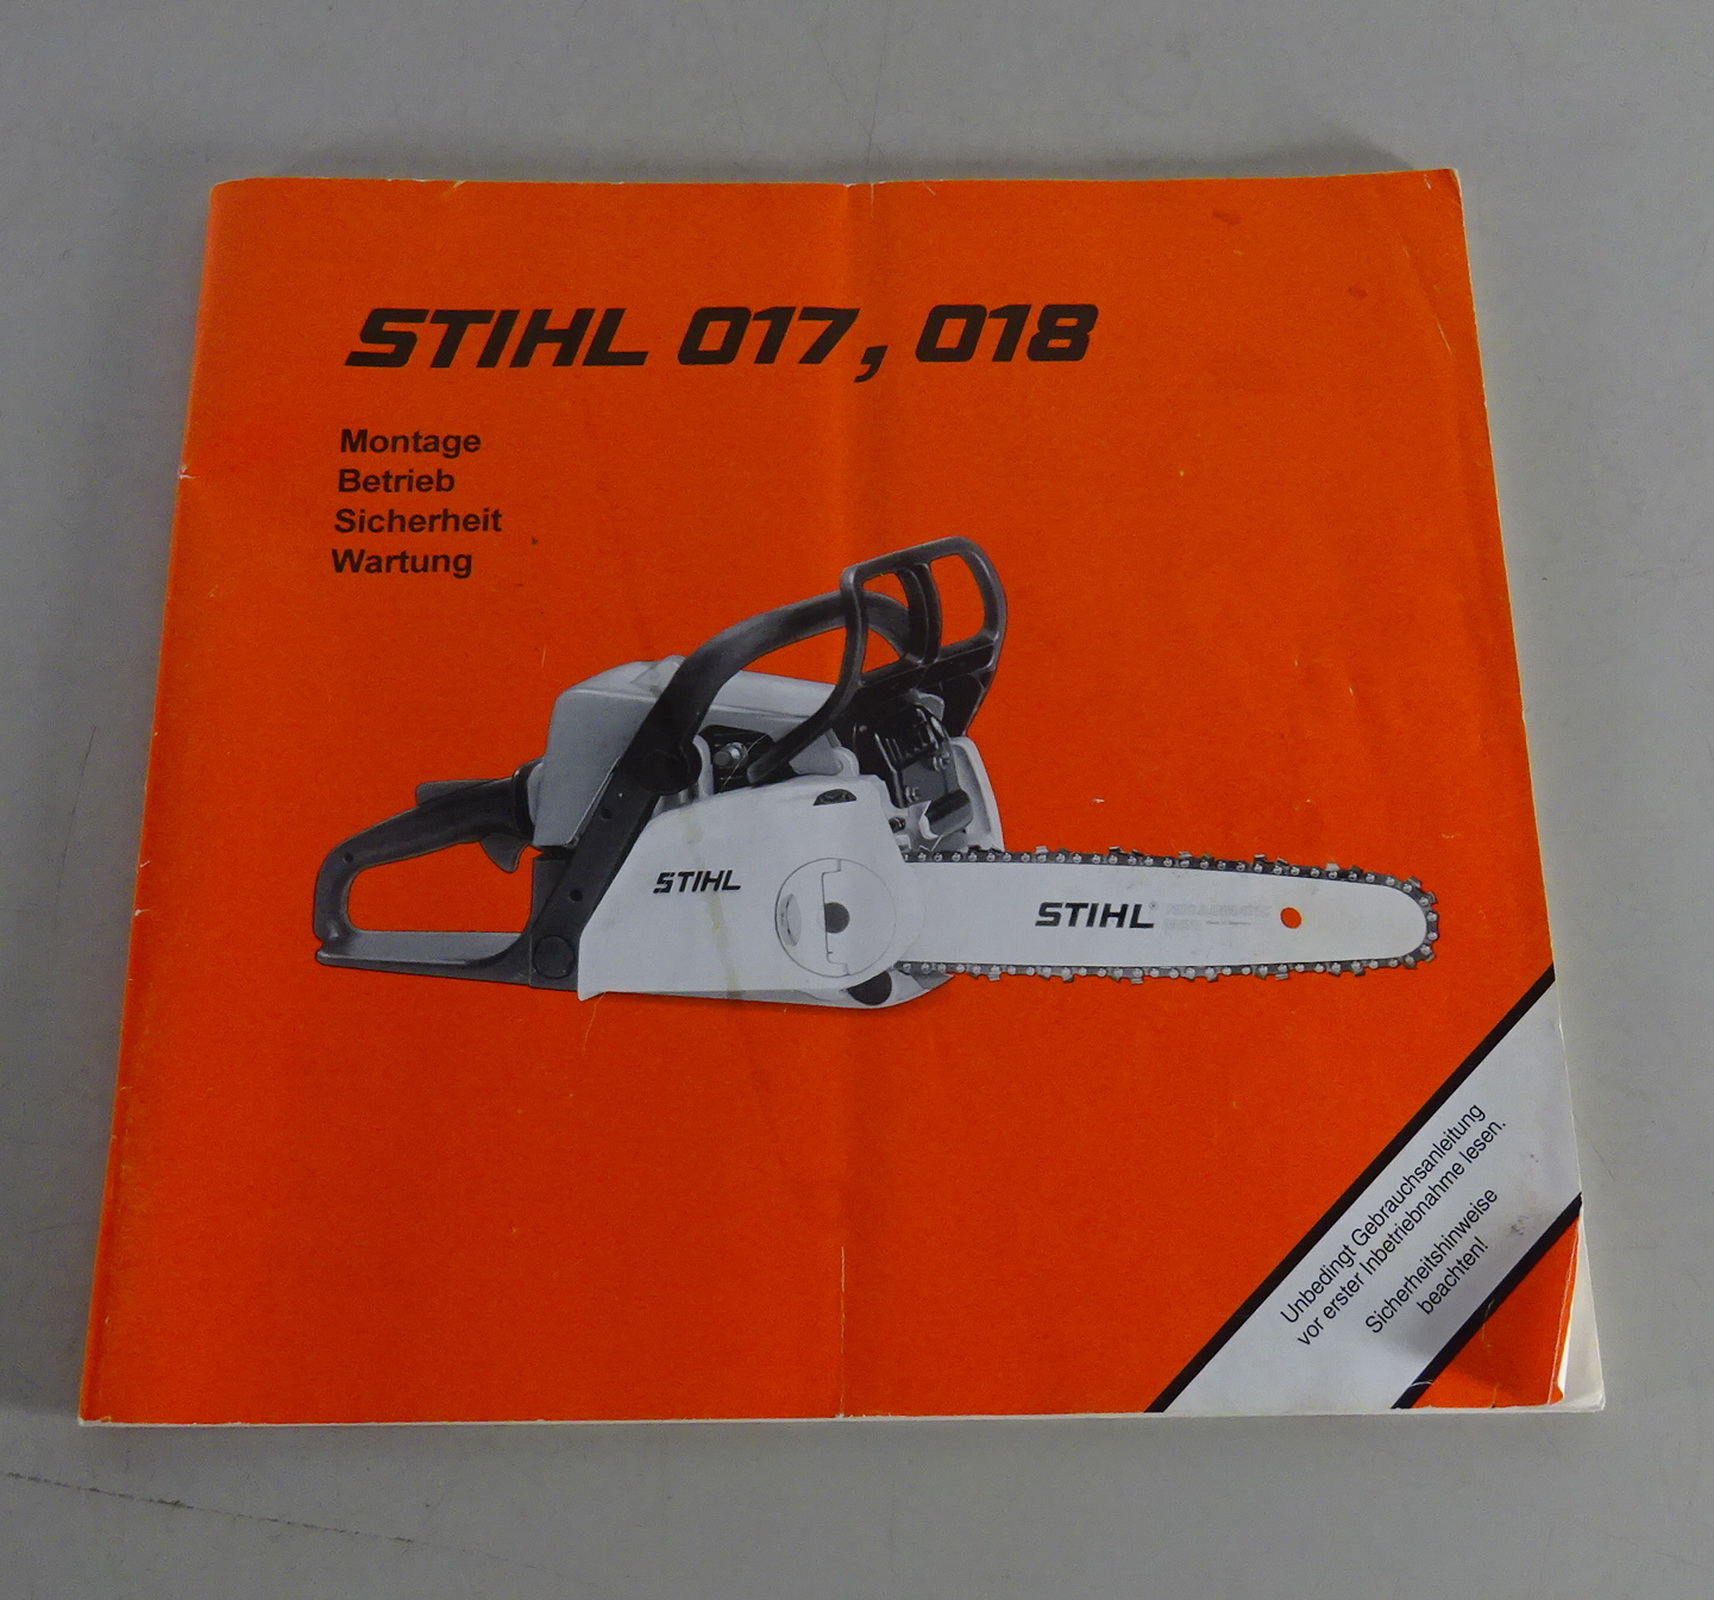 STIHL 017, 018
Montage
Betrieb
Sicherheit
Wartung
STIHL
STIHL®
Unbedingt Gebrauchsanleitung
vor erster Inbetriebnahme lesen.
Sicherheitshinweise
beachten!